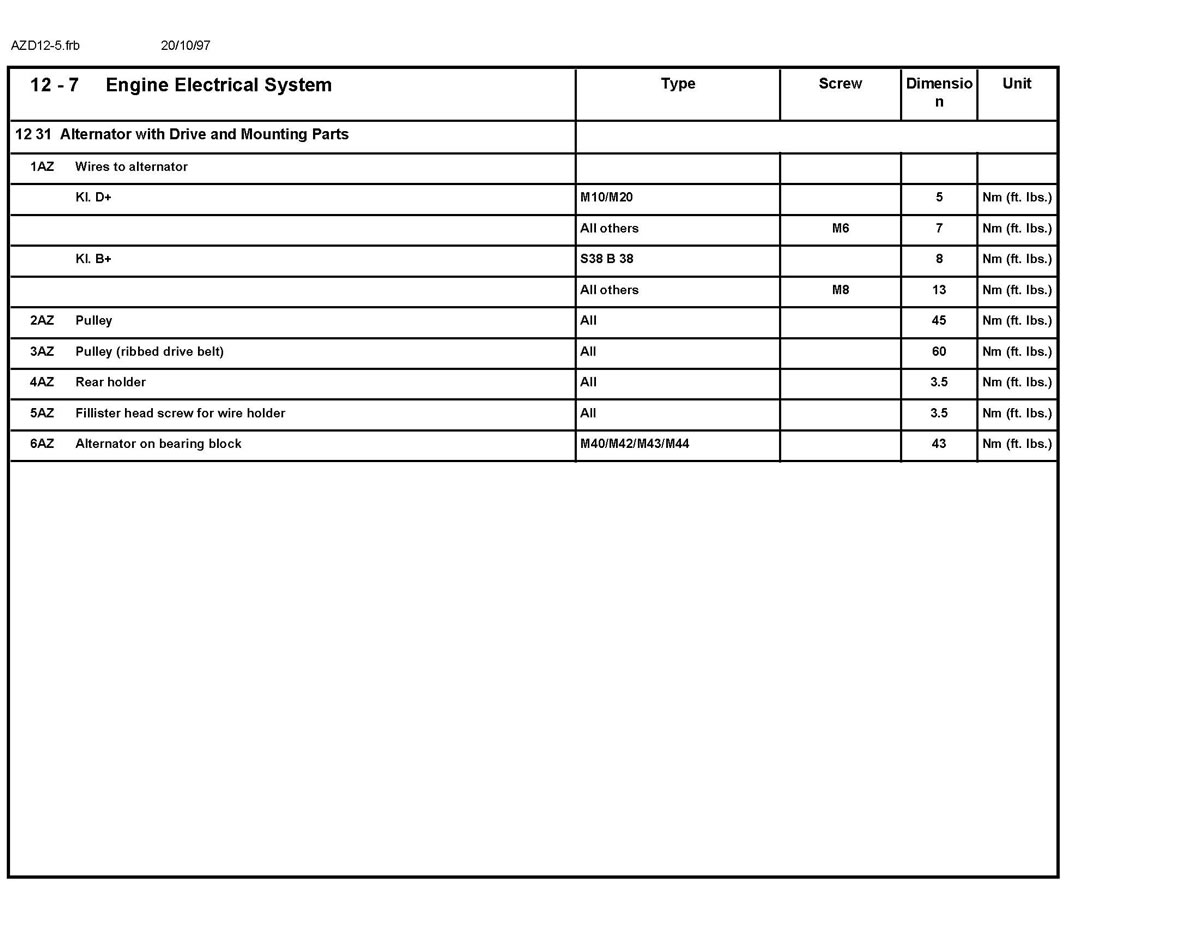 AZD12-5.frb 20/10/97
12 - 7 Engine Electrical System Type Screw Dimensio
n Unit
12 31 Alternator with Drive and Mounting Parts
1AZ Wires to alternator
Kl. D+ M10/M20 5 Nm (ft. lbs.)
All others M6 7 Nm (ft. lbs.)
Kl. B+ S38 B 38 8 Nm (ft. lbs.)
All others M8 13 Nm (ft. lbs.)
2AZ Pulley All 45 Nm (ft. lbs.)
3AZ Pulley (ribbed drive belt) All 60 Nm (ft. lbs.)
4AZ Rear holder All 3.5 Nm (ft. lbs.)
5AZ Fillister head screw for wire holder All 3.5 Nm (ft. lbs.)
6AZ Alternator on bearing block M40/M42/M43/M44 43 Nm (ft. lbs.)